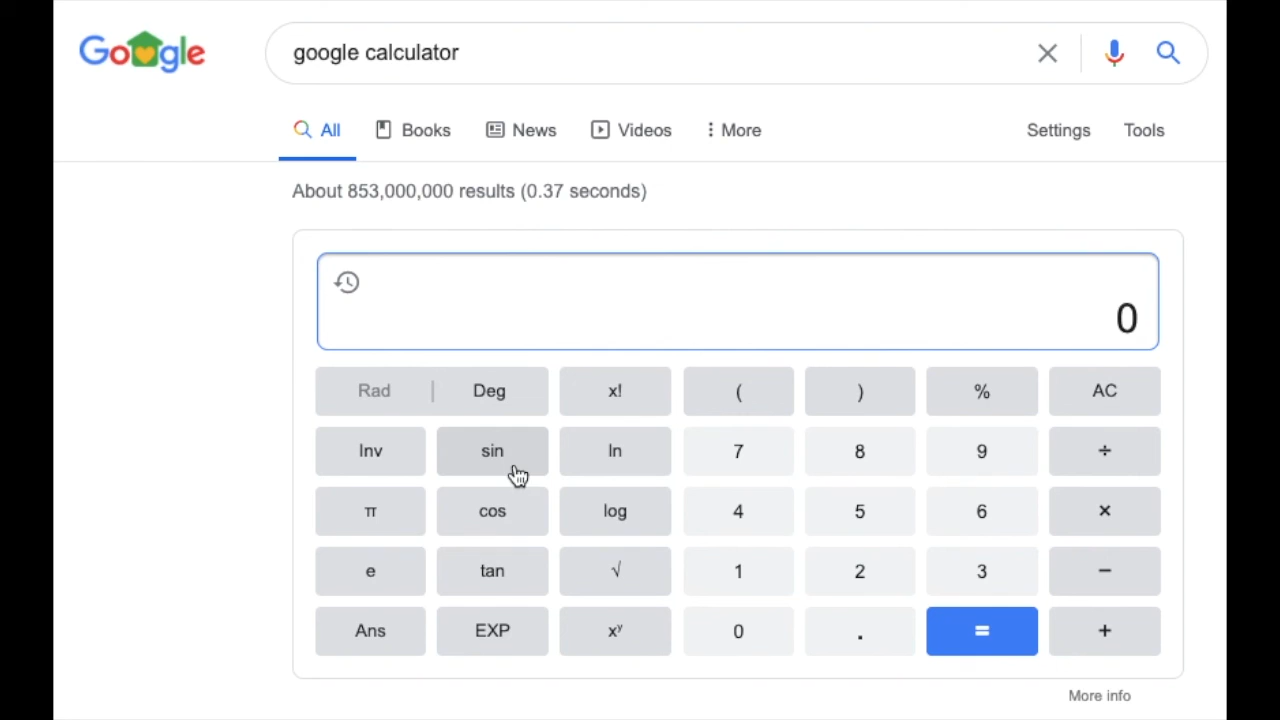 Google
google calculator
All Books News Videos More Settings Tools
About 853,000,000 results (0.37 seconds)
0
Rad | Deg x! ( ) % AC
Inv sin ln 7 8 9 ÷
π cos log 4 5 6 ×
e tan √ 1 2 3 −
Ans EXP xʸ 0 . = +
More info